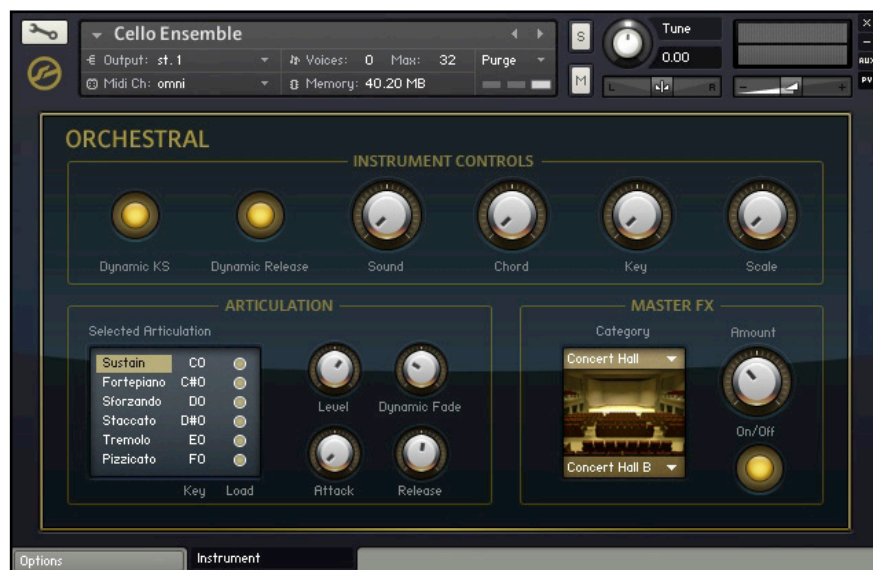 Cello Ensemble
S
Tune
0.00
Output: st. 1
Voices: 0 Max: 32
Purge
Midi Ch: omni
Memory: 40.20 MB
M
L
R
-
+
×
-
AUX
PV
ORCHESTRAL
INSTRUMENT CONTROLS
Dynamic KS
Dynamic Release
Sound
Chord
Key
Scale
ARTICULATION
Selected Articulation
Sustain C0
Fortepiano C#0
Sforzando D0
Staccato D#0
Tremolo E0
Pizzicato F0
Key Load
Level
Dynamic Fade
Attack
Release
MASTER FX
Category
Amount
Concert Hall
Concert Hall B
On/Off
Options
Instrument